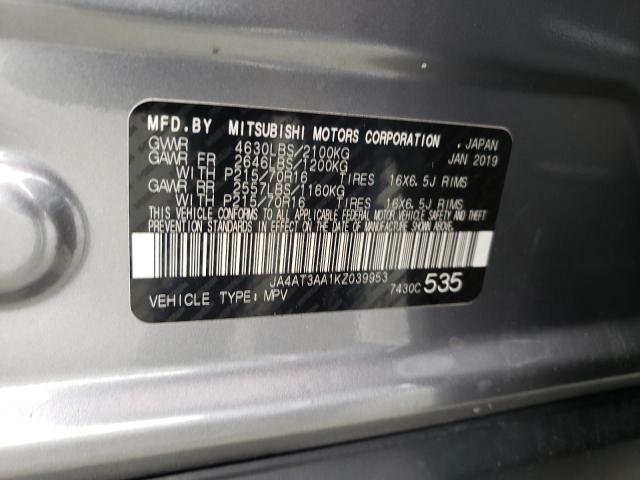 MFD.BY MITSUBISHI MOTORS CORPORATION , JAPAN
GVWR 4630LBS/2100KG JAN 2019
GAWR FR 2646LBS/1200KG
WITH P215/70R16 TIRES 16X6.5J RIMS
GAWR RR 2557LBS/1160KG
WITH P215/70R16 TIRES 16X6.5J RIMS
THIS VEHICLE CONFORMS TO ALL APPLICABLE FEDERAL MOTOR VEHICLE SAFETY AND THEFT
PREVENTION STANDARDS IN EFFECT ON THE DATE OF MANUFACTURE SHOWN ABOVE.
JA4AT3AA1KZ039953
VEHICLE TYPE: MPV 7430C 535